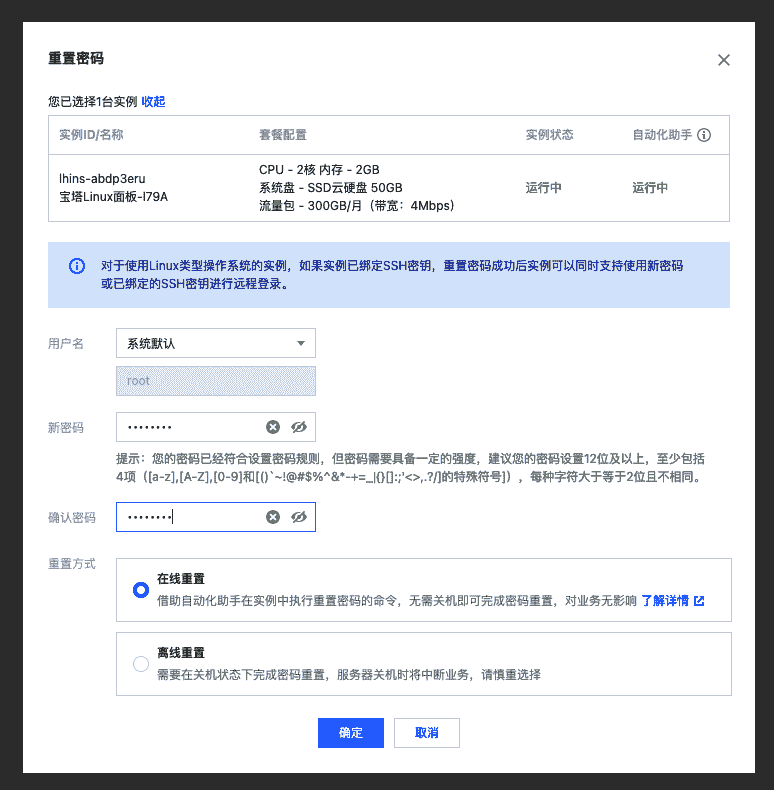 重置密码
您已选择1台实例 收起
实例ID/名称 套餐配置 实例状态 自动化助手
lhins-abdp3eru
宝塔Linux面板-I79A
CPU - 2核 内存 - 2GB
系统盘 - SSD云硬盘 50GB
流量包 - 300GB/月（带宽：4Mbps）
运行中 运行中
对于使用Linux类型操作系统的实例，如果实例已绑定SSH密钥，重置密码成功后实例可以同时支持使用新密码
或已绑定的SSH密钥进行远程登录。
用户名 系统默认
root
新密码 ••••••••
提示：您的密码已经符合设置密码规则，但密码需要具备一定的强度，建议您的密码设置12位及以上，至少包括
4项（[a-z],[A-Z],[0-9]和[()`~!@#$%^&*-+=_|{}[]:;'<>,.?/]的特殊符号]），每种字符大于等于2位且不相同。
确认密码 ••••••••
重置方式 在线重置
借助自动化助手在实例中执行重置密码的命令，无需关机即可完成密码重置，对业务无影响 了解详情
离线重置
需要在关机状态下完成密码重置，服务器关机时将中断业务，请慎重选择
确定 取消